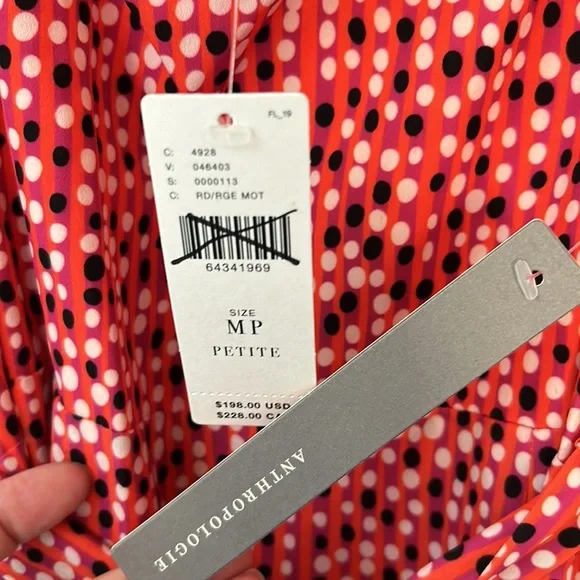 FL_19
C: 4928
V: 046403
S: 0000113
C: RD/RGE MOT
64341969
SIZE
MP
PETITE
$198.00 USD
$228.00 CA
ANTHROPOLOGIE